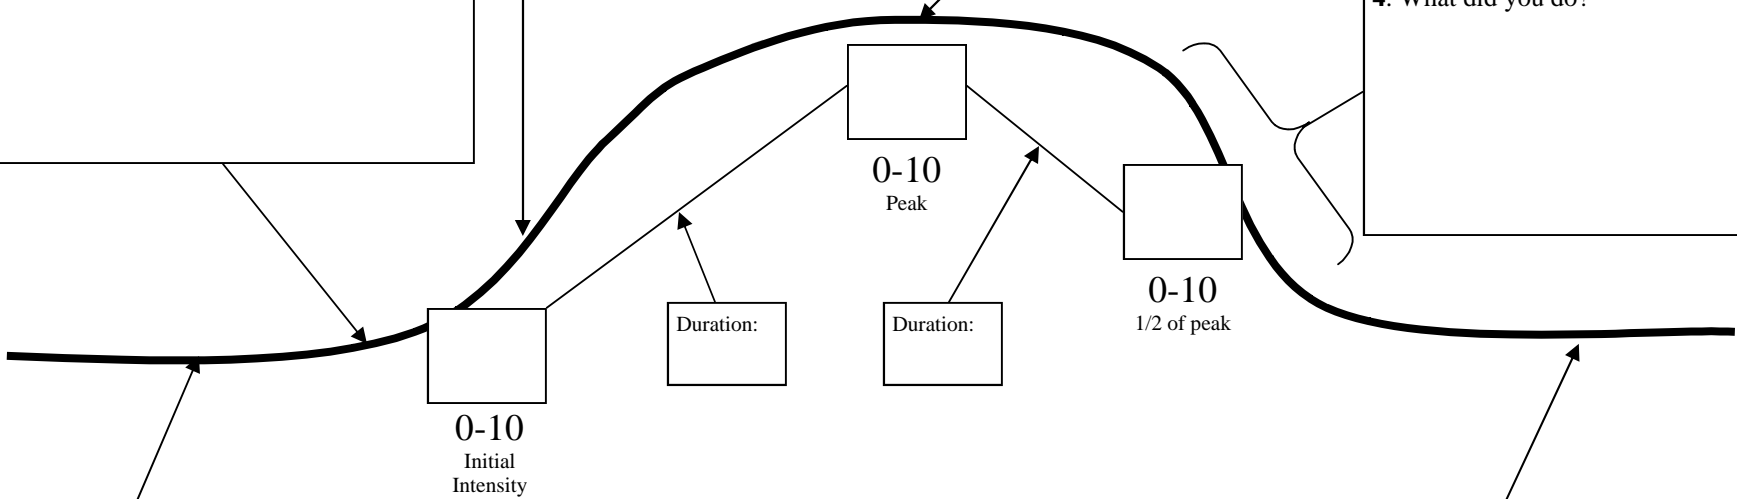 4. What did you do?
0-10
Peak
0-10
1/2 of peak
Duration:
Duration:
0-10
Initial
Intensity